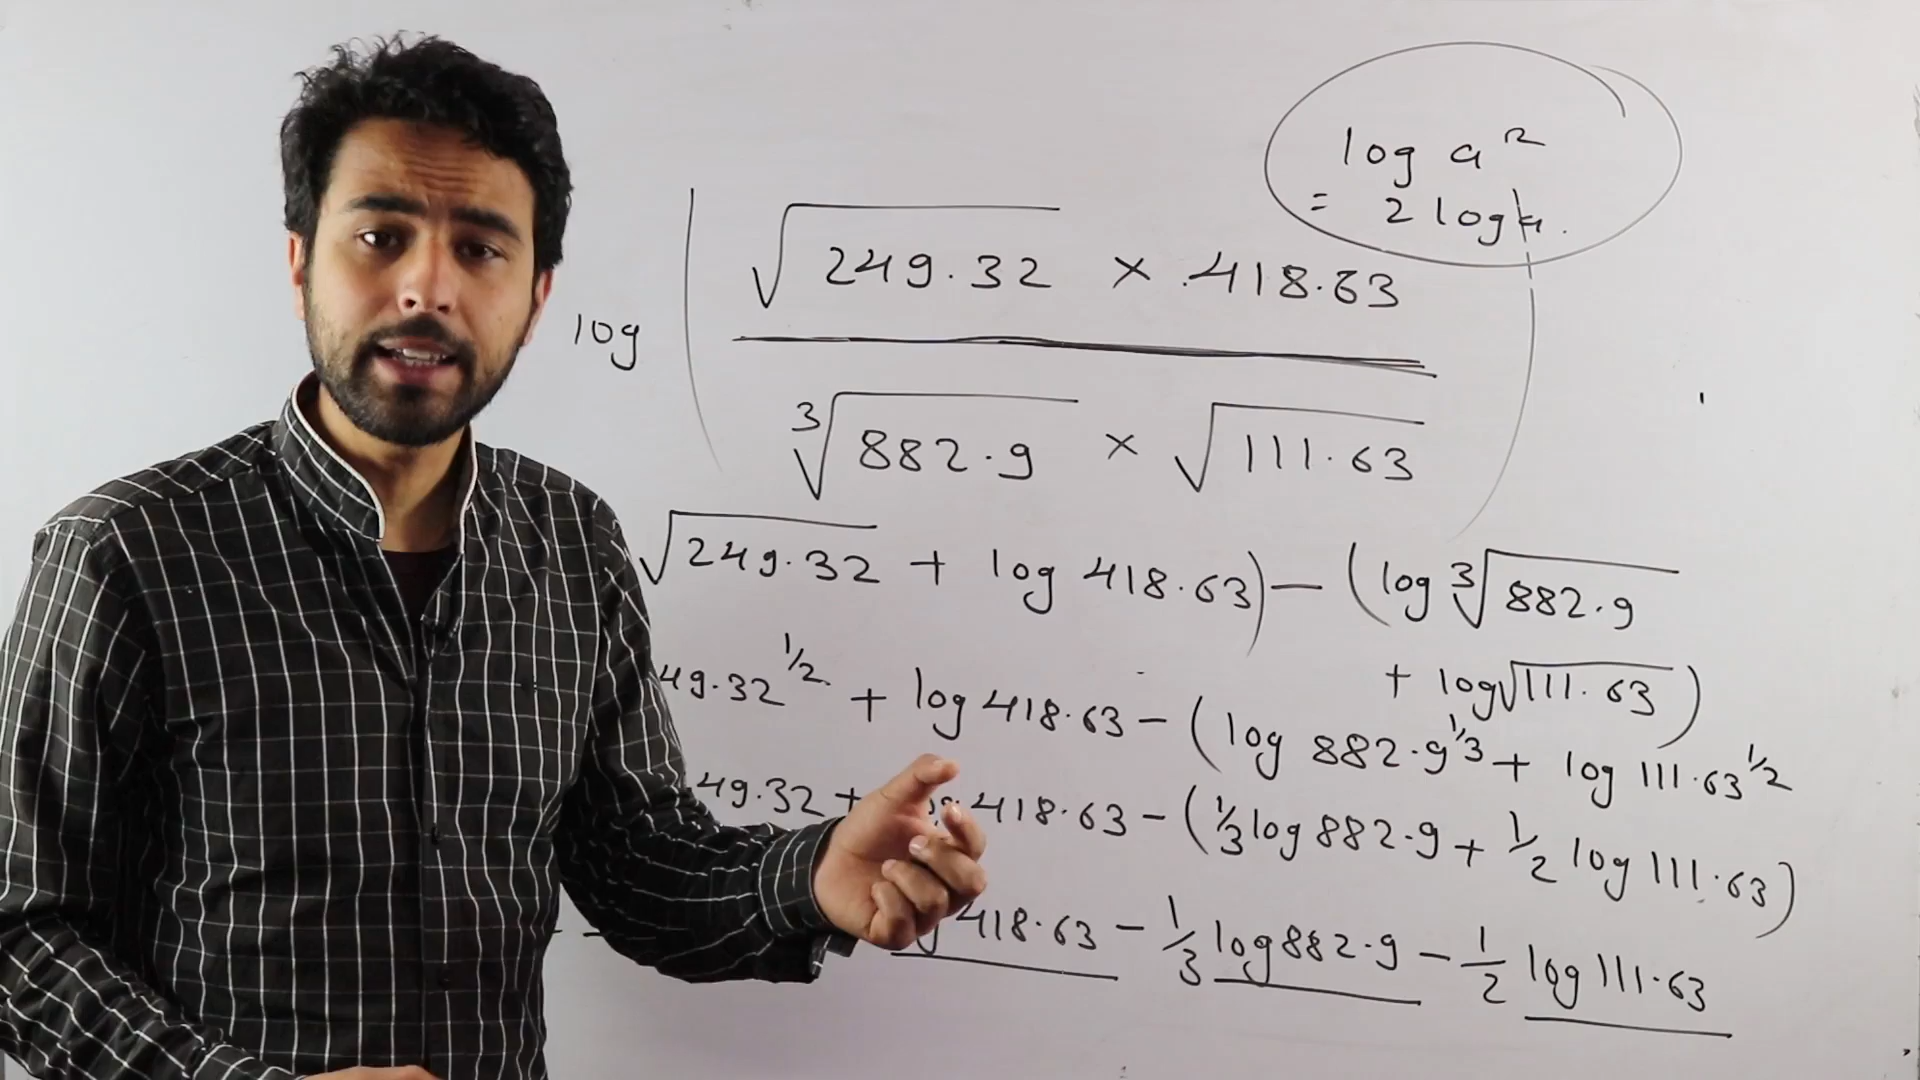 log a²
= 2 log a.
log ( √249.32 × 418.63
∛882.9 × √111.63 )
√249.32 + log 418.63) − (log ∛882.9
+ log √111.63)
49.32^1/2 + log 418.63 − (log 882.9^1/3 + log 111.63^1/2
49.32 + 418.63 − (1/3 log 882.9 + 1/2 log 111.63)
418.63 − 1/3 log 882.9 − 1/2 log 111.63